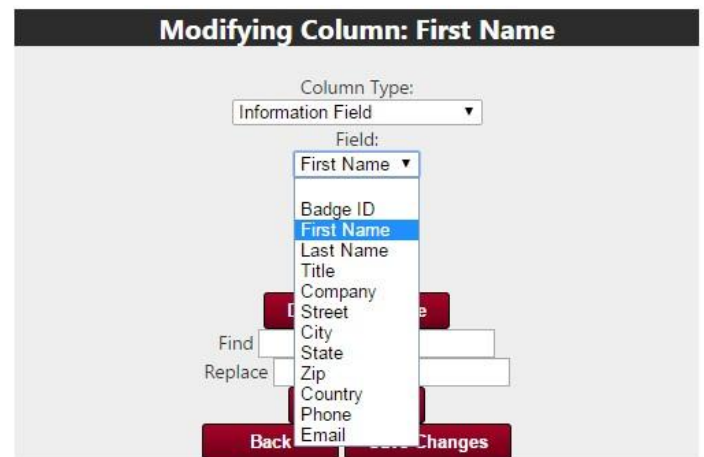 Modifying Column: First Name
Column Type:
Information Field
Field:
First Name
Badge ID
First Name
Last Name
Title
Company
Street
City
State
Zip
Country
Phone
Email
Find
Replace
Back
Changes